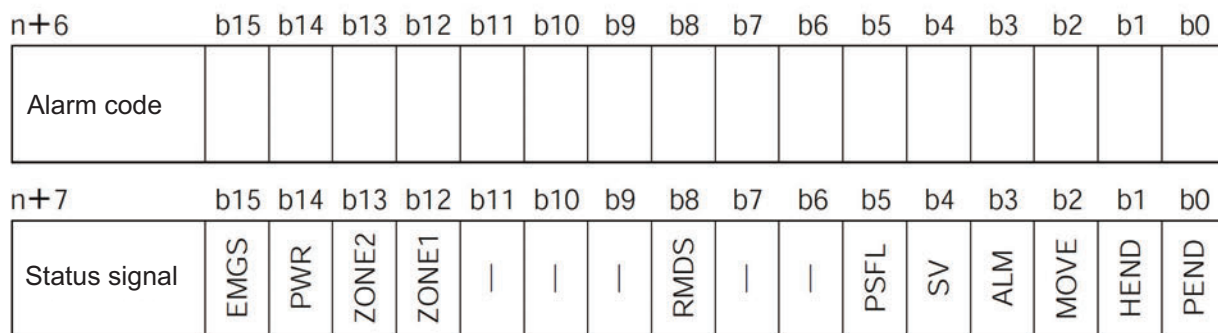 n+6 b15 b14 b13 b12 b11 b10 b9 b8 b7 b6 b5 b4 b3 b2 b1 b0
Alarm code
n+7 b15 b14 b13 b12 b11 b10 b9 b8 b7 b6 b5 b4 b3 b2 b1 b0
Status signal EMGS PWR ZONE2 ZONE1 — — — RMDS — — PSFL SV ALM MOVE HEND PEND